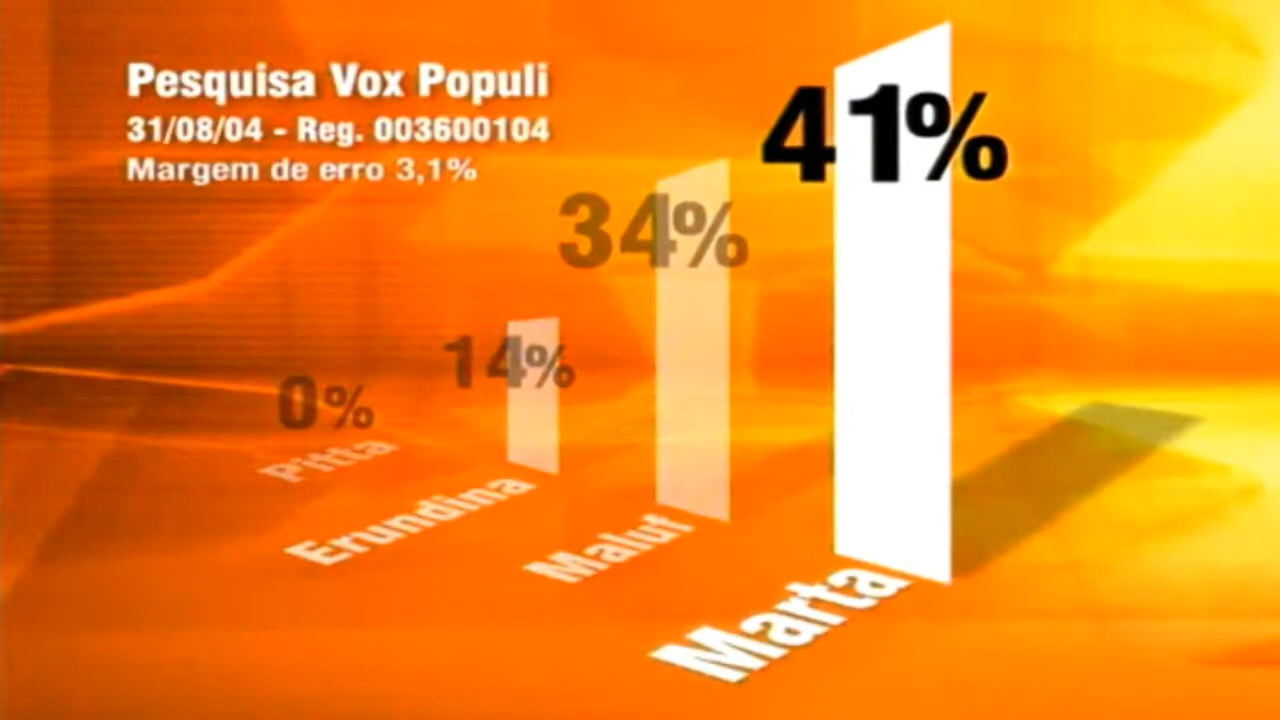 Pesquisa Vox Populi
31/08/04 - Reg. 003600104
Margem de erro 3,1%
41%
34%
14%
0%
Pitta
Erundina
Maluf
Marta